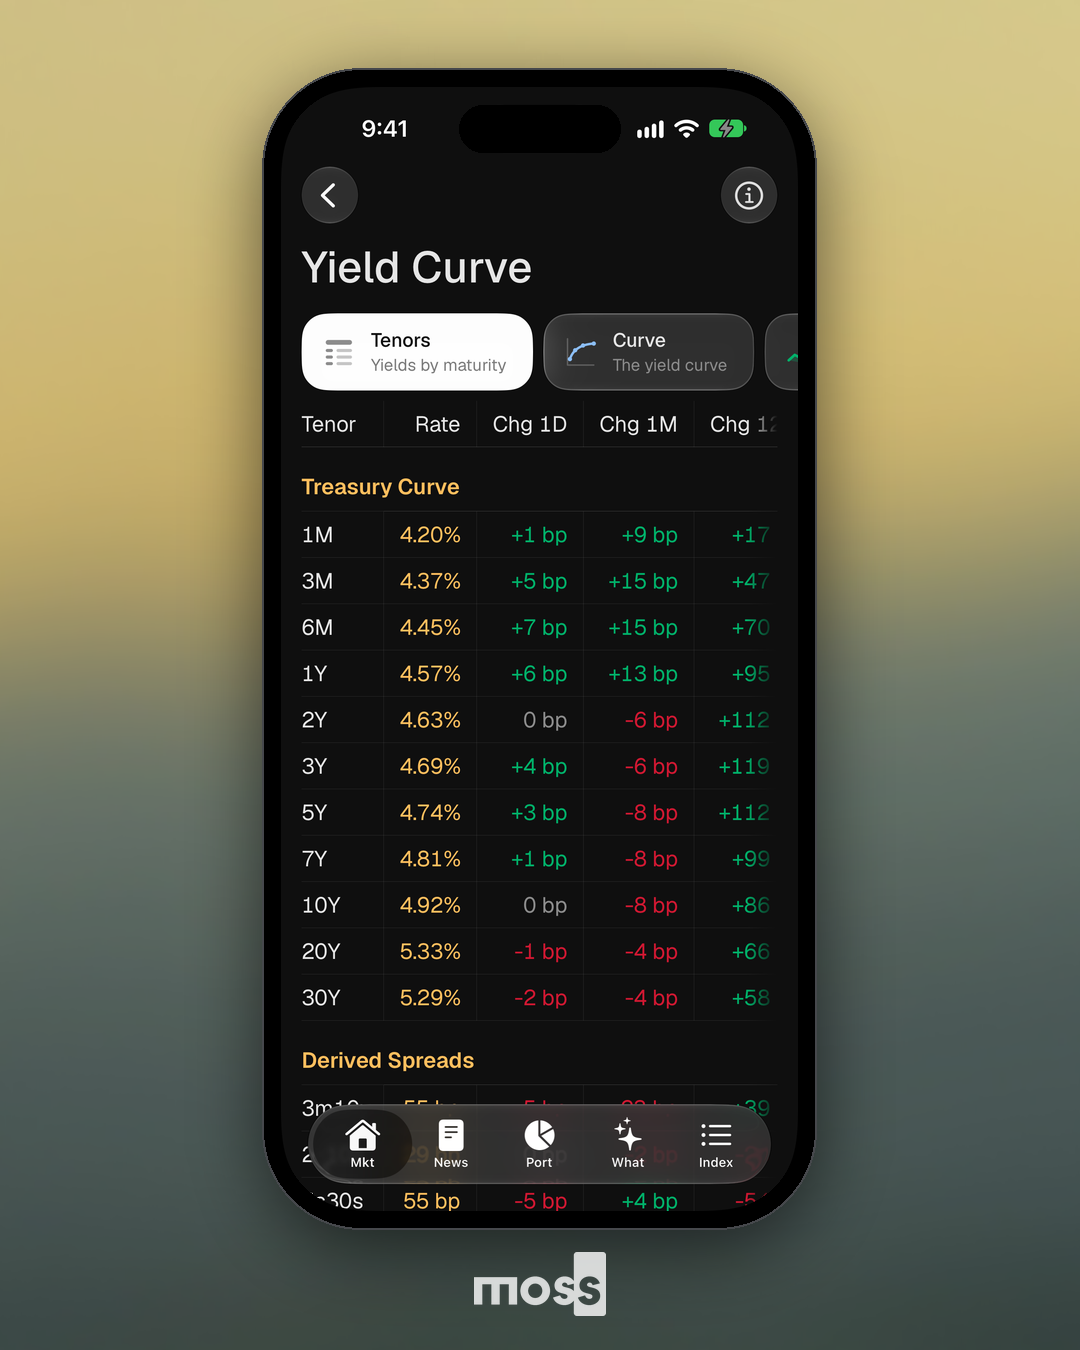 9:41
Yield Curve
Tenors
Yields by maturity
Curve
The yield curve
Tenor Rate Chg 1D Chg 1M Chg 12
Treasury Curve
1M 4.20% +1 bp +9 bp +17
3M 4.37% +5 bp +15 bp +47
6M 4.45% +7 bp +15 bp +70
1Y 4.57% +6 bp +13 bp +95
2Y 4.63% 0 bp -6 bp +112
3Y 4.69% +4 bp -6 bp +119
5Y 4.74% +3 bp -8 bp +112
7Y 4.81% +1 bp -8 bp +99
10Y 4.92% 0 bp -8 bp +86
20Y 5.33% -1 bp -4 bp +66
30Y 5.29% -2 bp -4 bp +58
Derived Spreads
Mkt News Port What Index
55 bp -5 bp +4 bp
moss